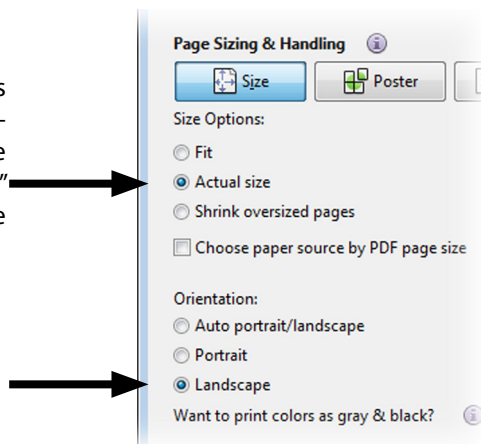 Page Sizing & Handling
Size Poster
Size Options:
Fit
Actual size
Shrink oversized pages
Choose paper source by PDF page size
Orientation:
Auto portrait/landscape
Portrait
Landscape
Want to print colors as gray & black?